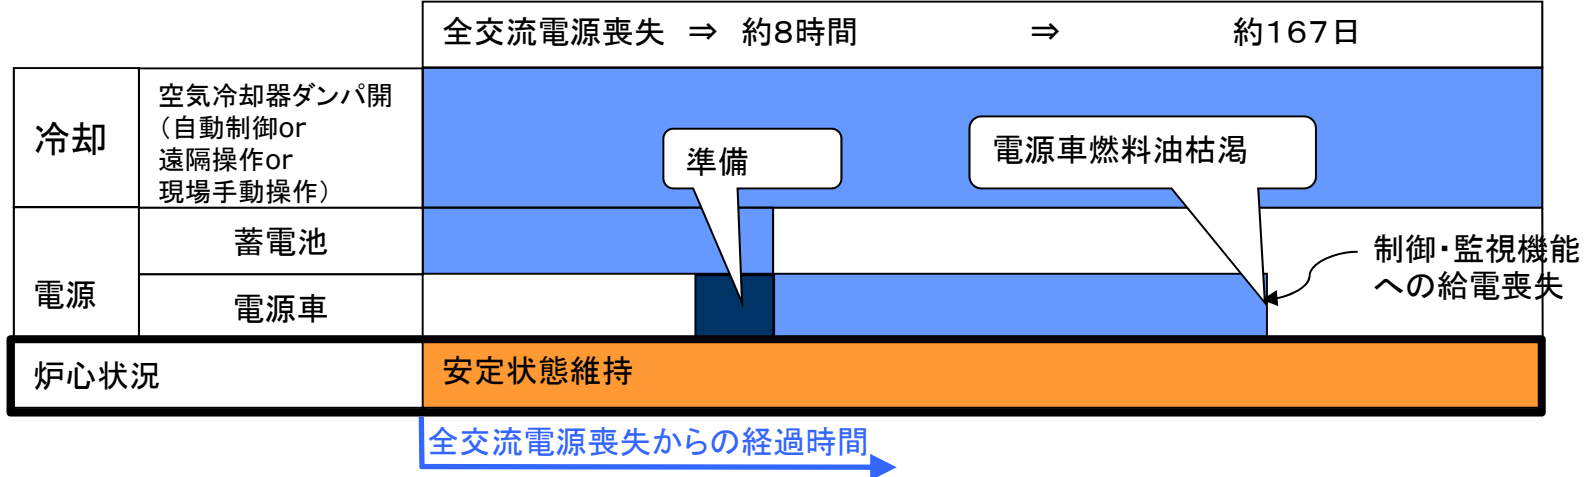 全交流電源喪失 ⇒ 約8時間 ⇒ 約167日
冷却
空気冷却器ダンパ開
（自動制御or
遠隔操作or
現場手動操作）
準備
電源車燃料油枯渇
電源
蓄電池
電源車
制御・監視機能
への給電喪失
炉心状況
安定状態維持
全交流電源喪失からの経過時間